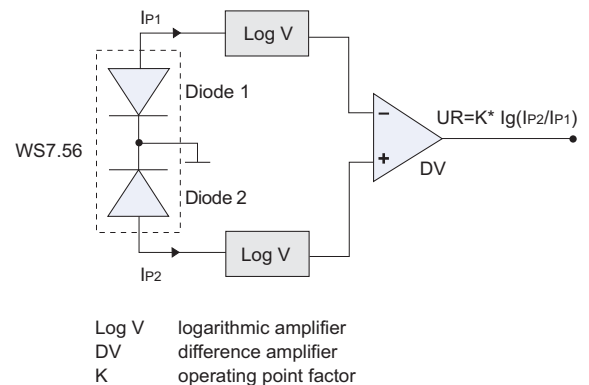 IP1
Log V
Diode 1
WS7.56
Diode 2
Log V
IP2
−
+
DV
UR=K* lg(IP2/IP1)
Log V logarithmic amplifier
DV difference amplifier
K operating point factor